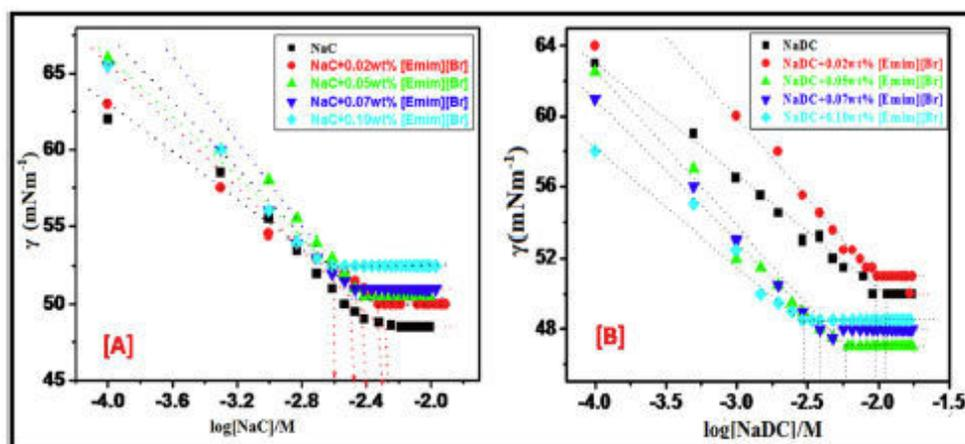 NaC
NaC+0.02wt% [Emim][Br]
NaC+0.05wt% [Emim][Br]
NaC+0.07wt% [Emim][Br]
NaC+0.10wt% [Emim][Br]
65
60
55
50
45
γ (mNm-1)
[A]
-4.0
-3.6
-3.2
-2.8
-2.4
-2.0
log[NaC]/M
NaDC
NaDC+0.02wt% [Emim][Br]
NaDC+0.05wt% [Emim][Br]
NaDC+0.07wt% [Emim][Br]
NaDC+0.10wt% [Emim][Br]
64
60
56
52
48
γ(mNm-1)
[B]
-4.0
-3.5
-3.0
-2.5
-2.0
-1.5
log[NaDC]/M